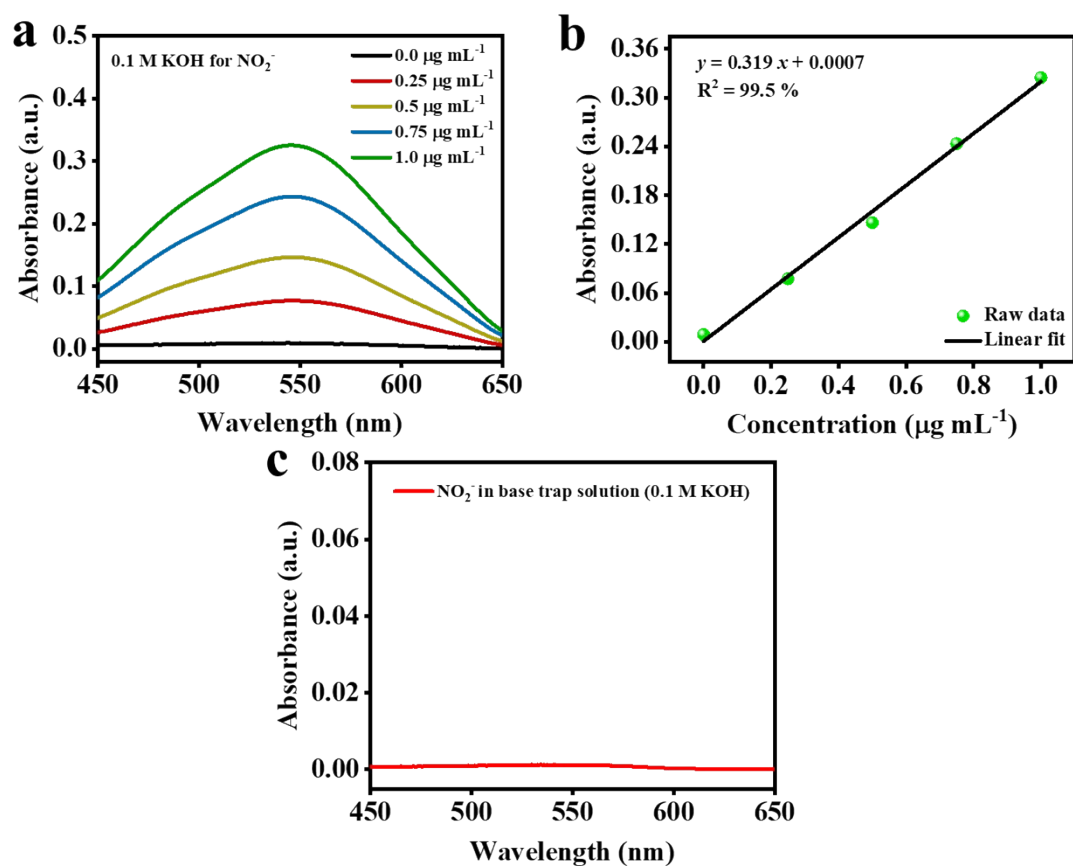 a
0.5
0.4
0.3
0.2
0.1
0.0
Absorbance (a.u.)
0.1 M KOH for NO₂⁻
0.0 μg mL⁻¹
0.25 μg mL⁻¹
0.5 μg mL⁻¹
0.75 μg mL⁻¹
1.0 μg mL⁻¹
450 500 550 600 650
Wavelength (nm)
b
0.36
0.30
0.24
0.18
0.12
0.06
0.00
Absorbance (a.u.)
y = 0.319 x + 0.0007
R² = 99.5 %
Raw data
Linear fit
0.0 0.2 0.4 0.6 0.8 1.0
Concentration (μg mL⁻¹)
c
0.08
0.06
0.04
0.02
0.00
Absorbance (a.u.)
NO₂⁻ in base trap solution (0.1 M KOH)
450 500 550 600 650
Wavelength (nm)